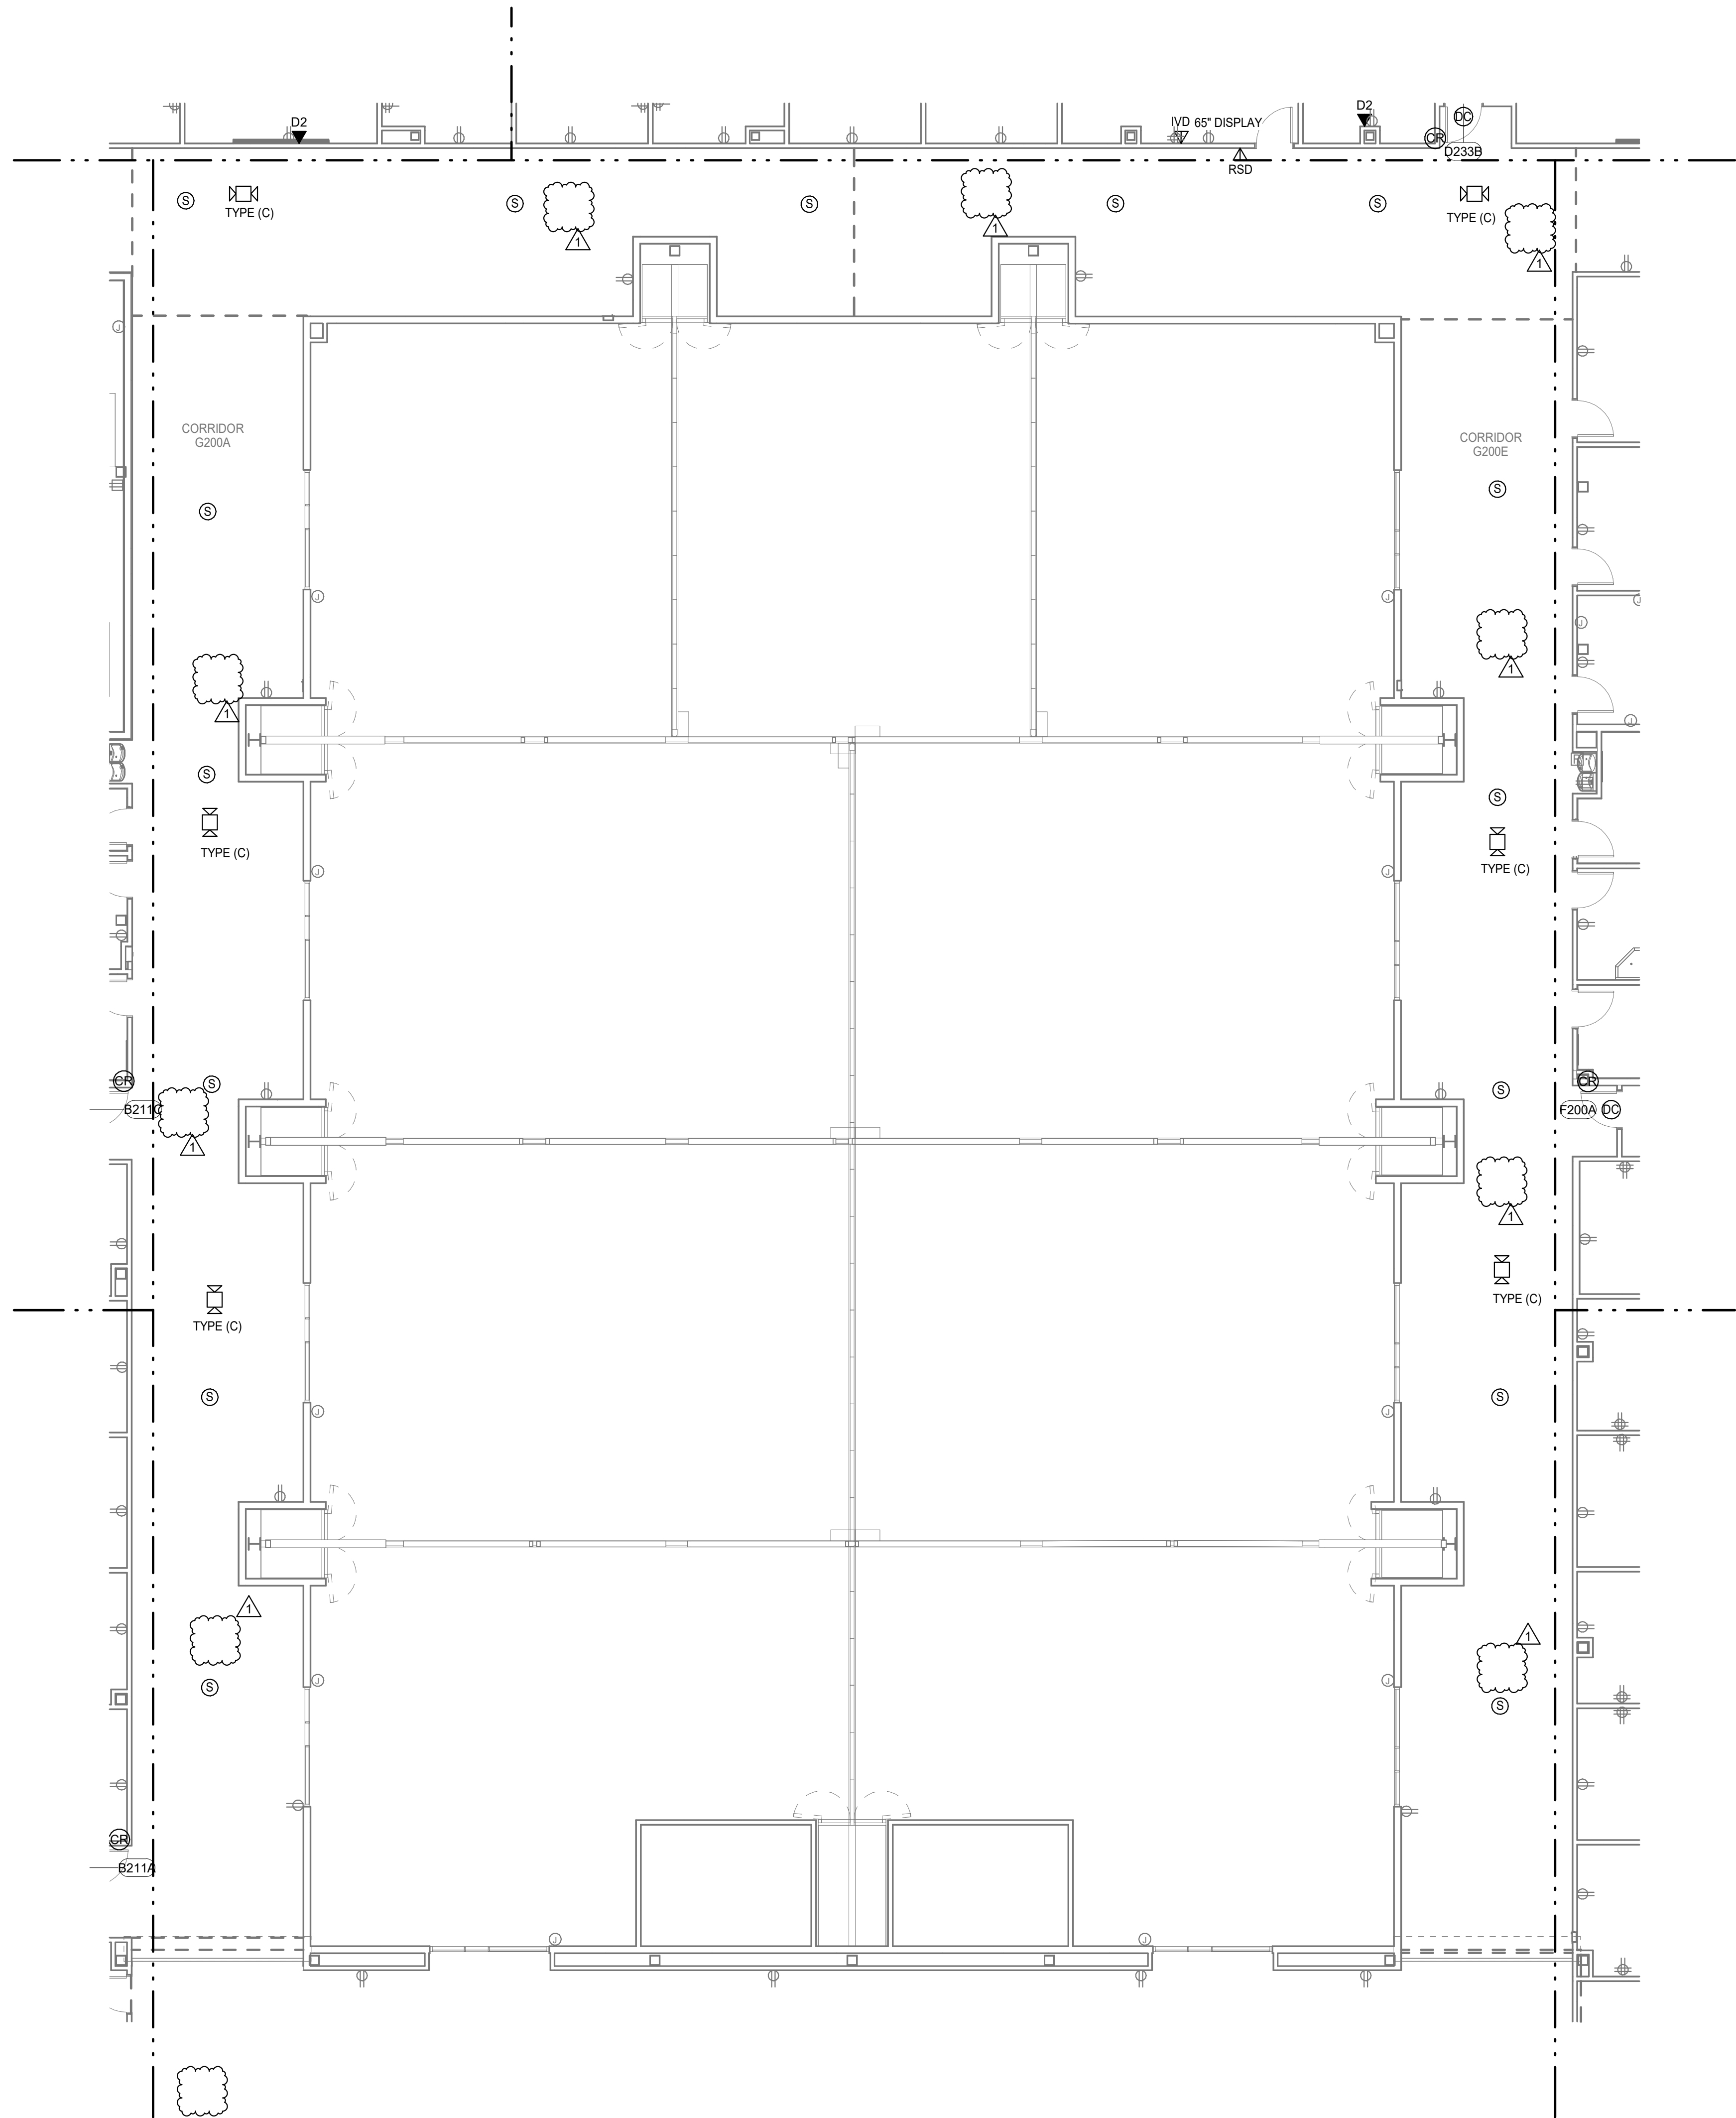 D2
IVD 65" DISPLAY
D2
DC
CR
D233B
RSD
S
TYPE (C)
S
1
S
1
S
S
TYPE (C)
1
J
CORRIDOR
G200A
CORRIDOR
G200E
S
S
J
J
J
J
1
1
J
S
S
TYPE (C)
TYPE (C)
J
J
CR
S
S
CR
B211C
F200A
DC
1
1
TYPE (C)
TYPE (C)
S
S
J
J
1
1
J
J
S
S
CR
B211A
J
J